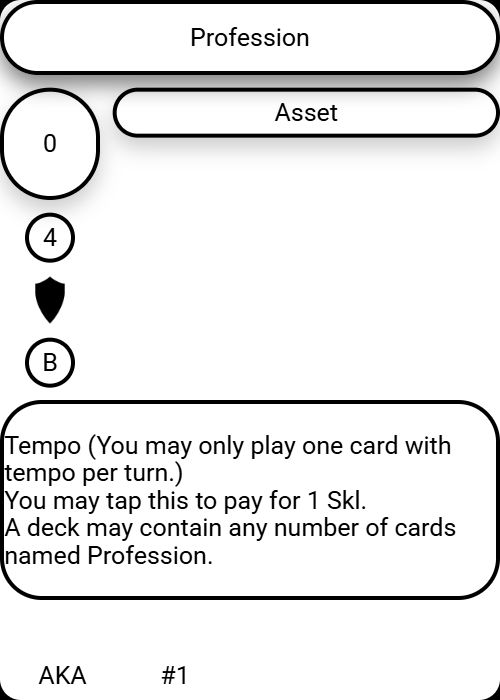 Profession
0
Asset
4
B
Tempo (You may only play one card with
tempo per turn.)
You may tap this to pay for 1 Skl.
A deck may contain any number of cards
named Profession.
AKA #1